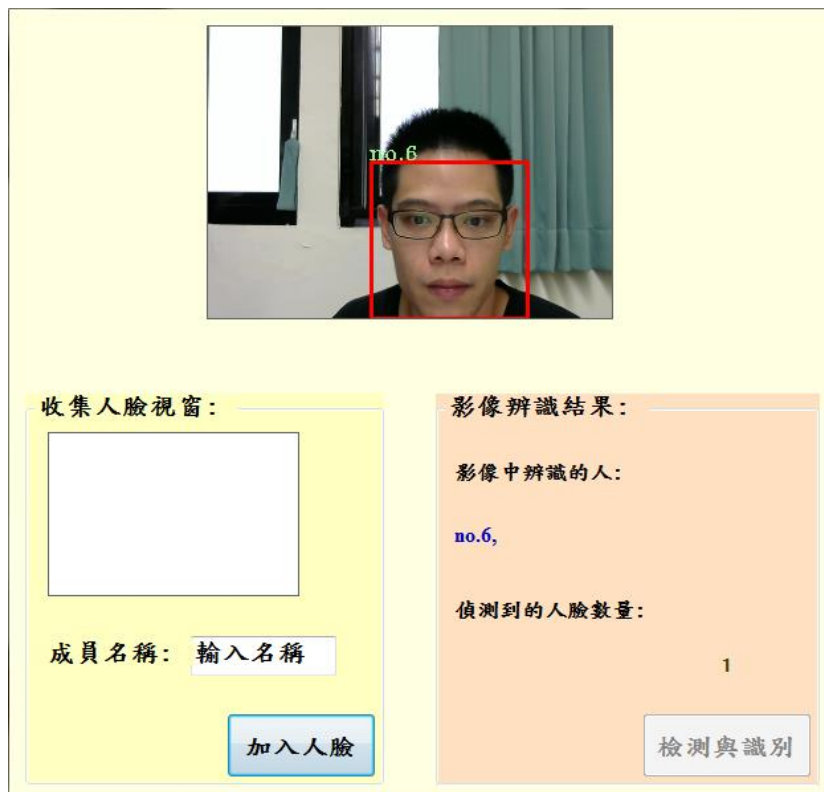 no.6
收集人臉視窗:
成員名稱: 輸入名稱
加入人臉
影像辨識結果:
影像中辨識的人:
no.6,
偵測到的人臉數量:
1
檢測與識別